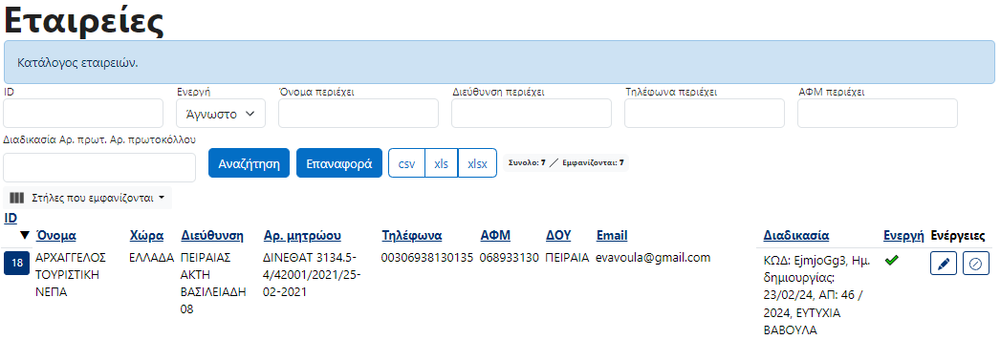 Εταιρείες
Κατάλογος εταιρειών.
ID Ενεργή Όνομα περιέχει Διεύθυνση περιέχει Τηλέφωνα περιέχει ΑΦΜ περιέχει
Άγνωστο
Διαδικασία Αρ. πρωτ. Αρ. πρωτοκόλλου
Αναζήτηση Επαναφορά csv xls xlsx Συνολο: 7 / Εμφανίζονται: 7
Στήλες που εμφανίζονται
ID
▼ Όνομα Χώρα Διεύθυνση Αρ. μητρώου Τηλέφωνα ΑΦΜ ΔΟΥ Email Διαδικασία Ενεργή Ενέργειες
18 ΑΡΧΑΓΓΕΛΟΣ ΕΛΛΑΔΑ ΠΕΙΡΑΙΑΣ ΔΙΝΕΘΑΤ 3134.5- 00306938130135 068933130 ΠΕΙΡΑΙΑ evavoula@gmail.com ΚΩΔ: EjmjoGg3, Ημ.
ΤΟΥΡΙΣΤΙΚΗ ΑΚΤΗ 4/42001/2021/25- δημιουργίας:
ΝΕΠΑ ΒΑΣΙΛΕΙΑΔΗ 02-2021 23/02/24, ΑΠ: 46 /
08 2024, ΕΥΤΥΧΙΑ
ΒΑΒΟΥΛΑ